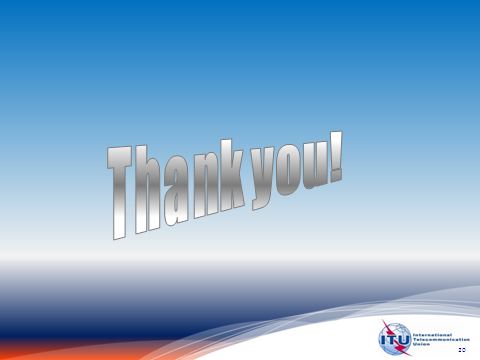 Thank you!
ITU
International
Telecommunication
Union
20